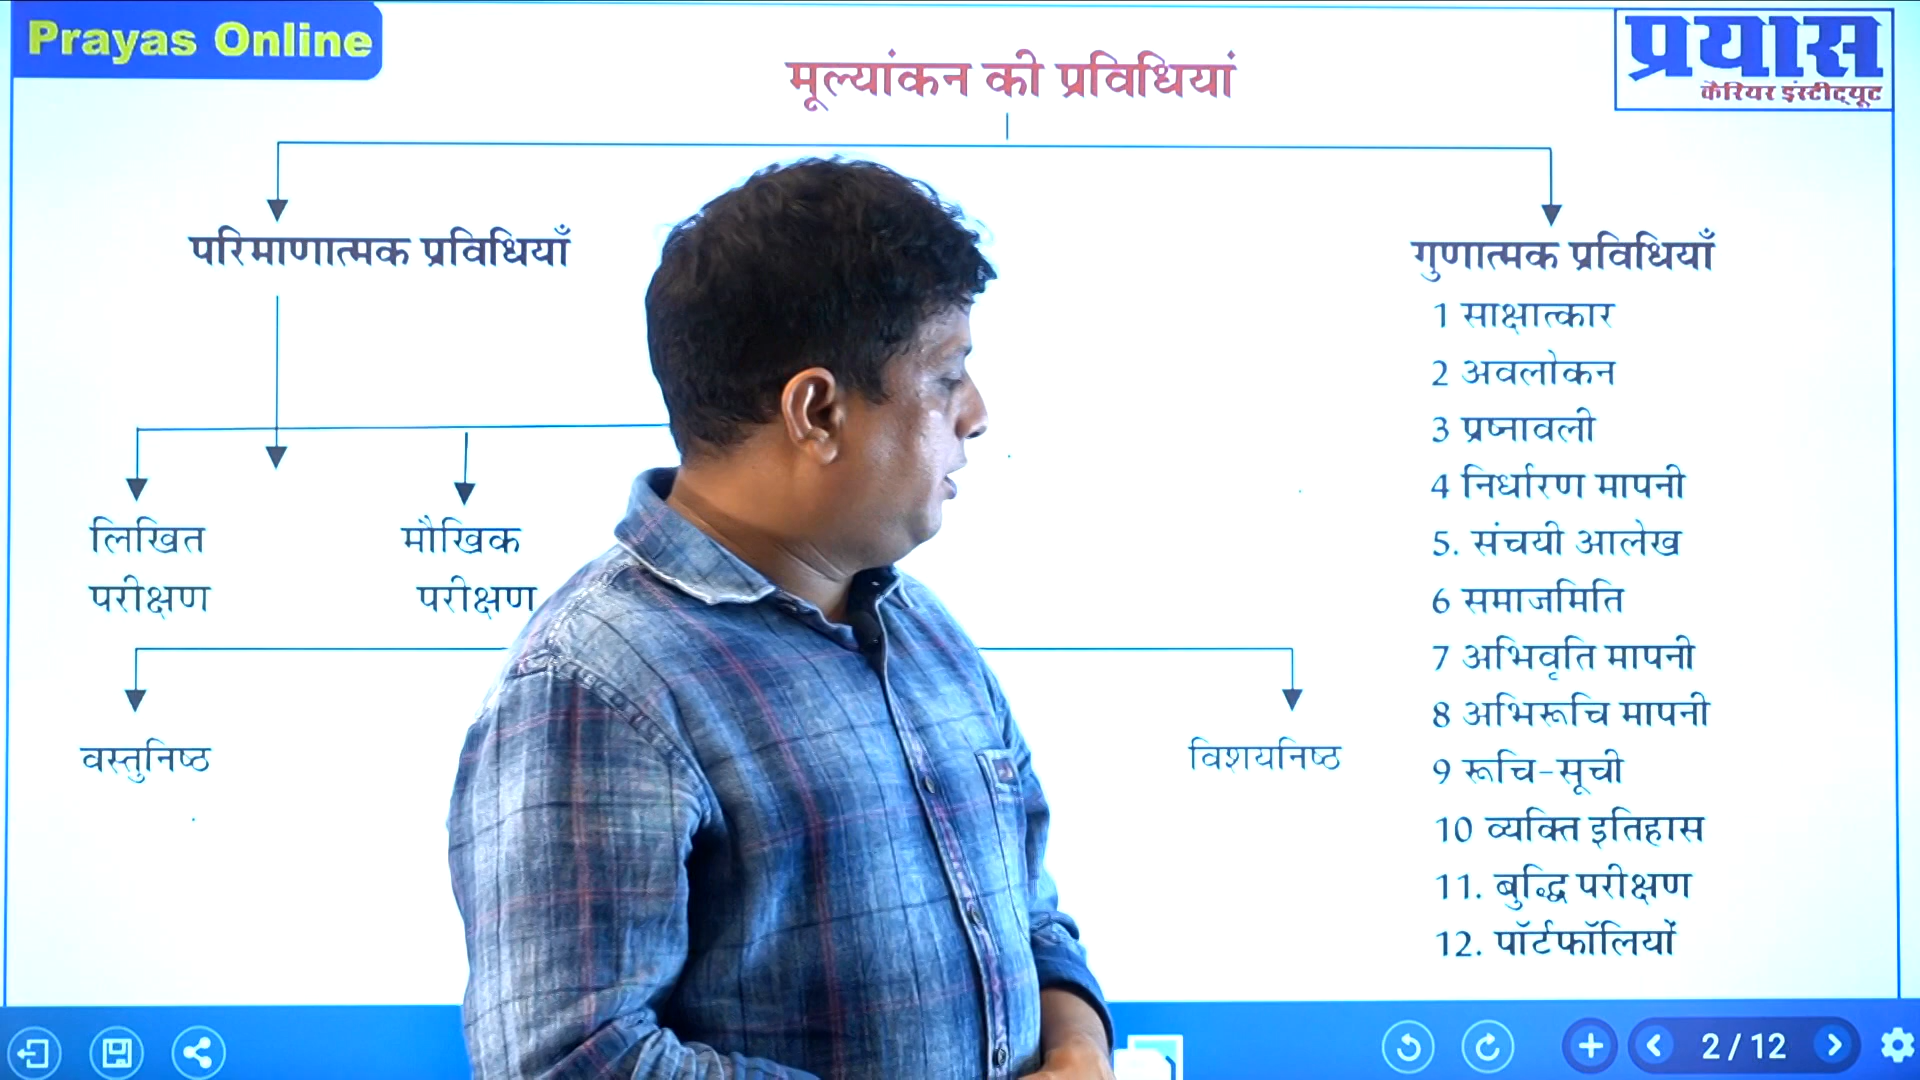 Prayas Online
प्रयास
कॅरियर इंस्टीट्यूट
मूल्यांकन की प्रविधियां
परिमाणात्मक प्रविधियाँ
लिखित
परीक्षण
मौखिक
परीक्षण
वस्तुनिष्ठ
विशयनिष्ठ
गुणात्मक प्रविधियाँ
1 साक्षात्कार
2 अवलोकन
3 प्रष्नावली
4 निर्धारण मापनी
5. संचयी आलेख
6 समाजमिति
7 अभिवृति मापनी
8 अभिरूचि मापनी
9 रूचि-सूची
10 व्यक्ति इतिहास
11. बुद्धि परीक्षण
12. पॉर्टफॉलियों
2 / 12